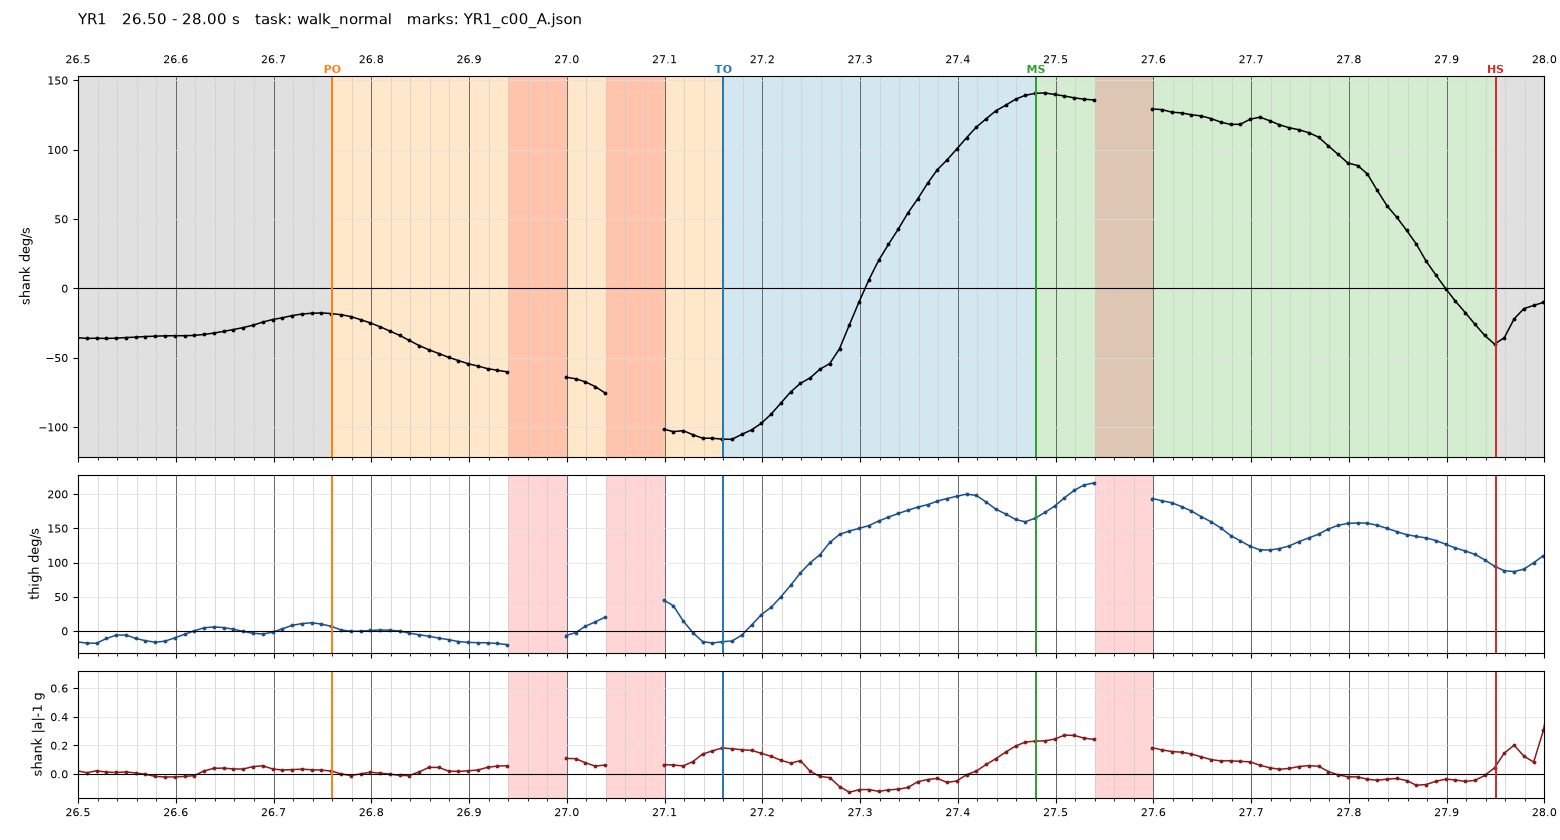 YR1 26.50 - 28.00 s task: walk_normal marks: YR1_c00_A.json
26.5 26.6 26.7 26.8 26.9 27.0 27.1 27.2 27.3 27.4 27.5 27.6 27.7 27.8 27.9 28.0
PO TO MS HS
shank deg/s
150
100
50
0
−50
−100
thigh deg/s
200
150
100
50
0
shank |a|-1 g
0.6
0.4
0.2
0.0
26.5 26.6 26.7 26.8 26.9 27.0 27.1 27.2 27.3 27.4 27.5 27.6 27.7 27.8 27.9 28.0